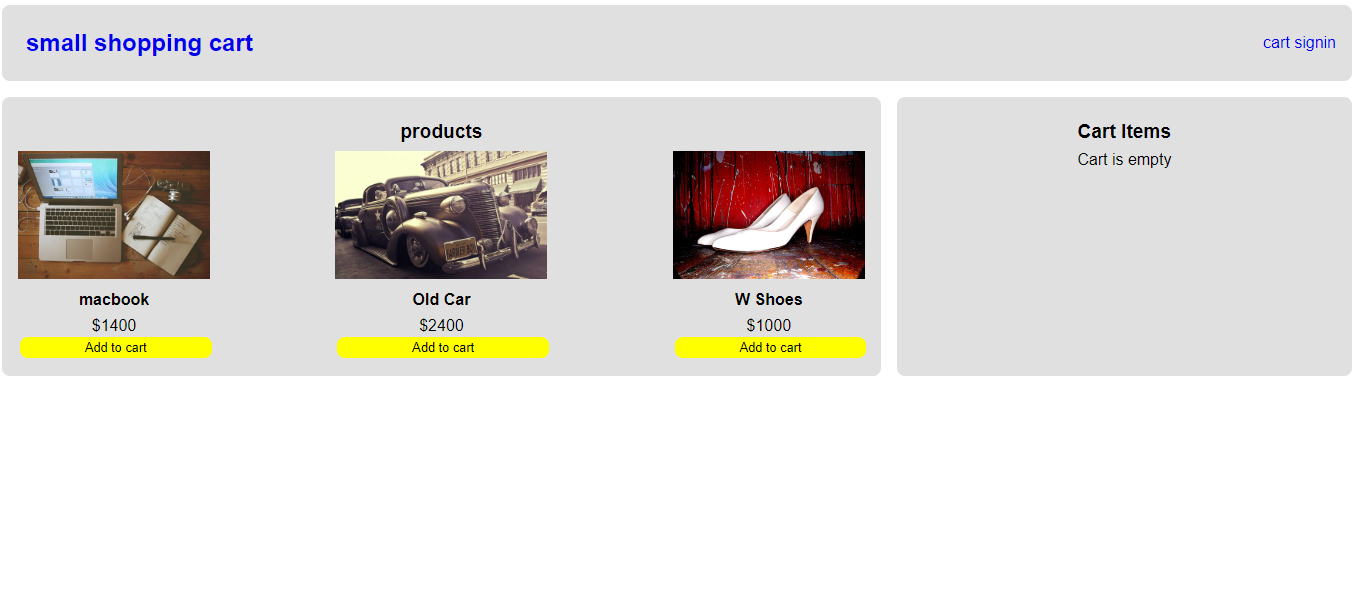 small shopping cart
cart signin
products
Cart Items
Cart is empty
macbook
Old Car
W Shoes
$1400
$2400
$1000
Add to cart
Add to cart
Add to cart